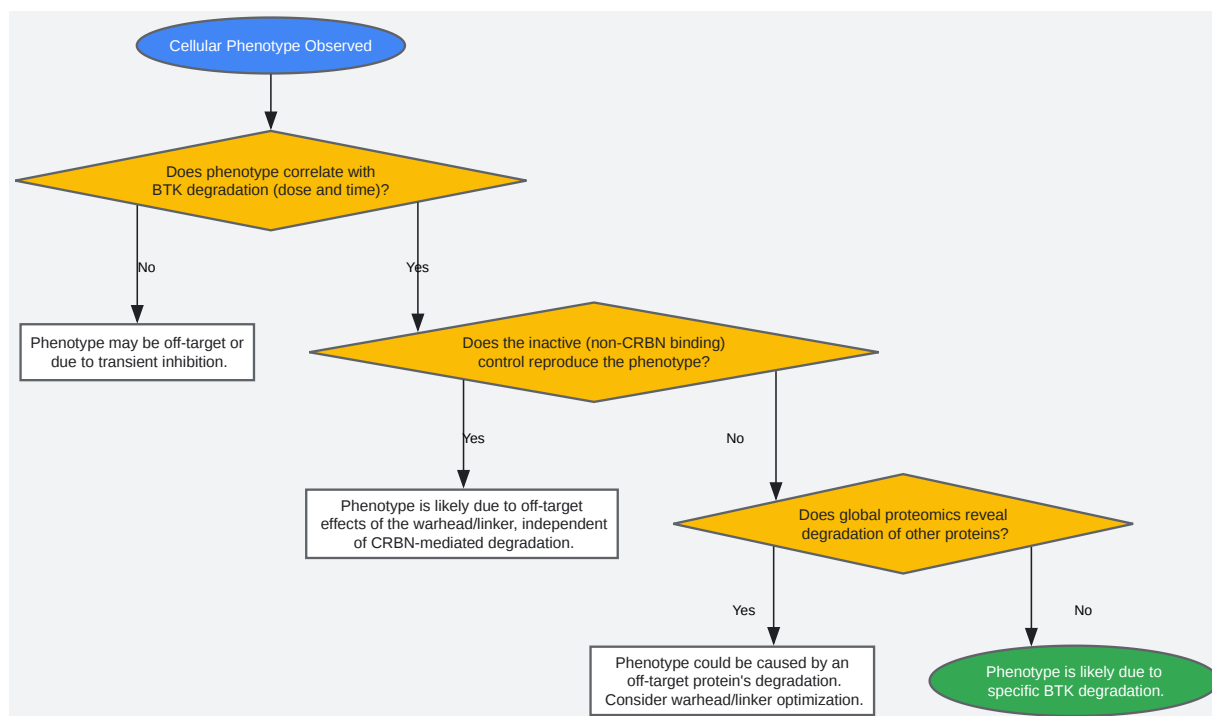 Cellular Phenotype Observed
Does phenotype correlate with
BTK degradation (dose and time)?
No
Yes
Phenotype may be off-target or
due to transient inhibition.
Does the inactive (non-CRBN binding)
control reproduce the phenotype?
Yes
No
Phenotype is likely due to off-target
effects of the warhead/linker, independent
of CRBN-mediated degradation.
Does global proteomics reveal
degradation of other proteins?
Yes
No
Phenotype could be caused by an
off-target protein's degradation.
Consider warhead/linker optimization.
Phenotype is likely due to
specific BTK degradation.